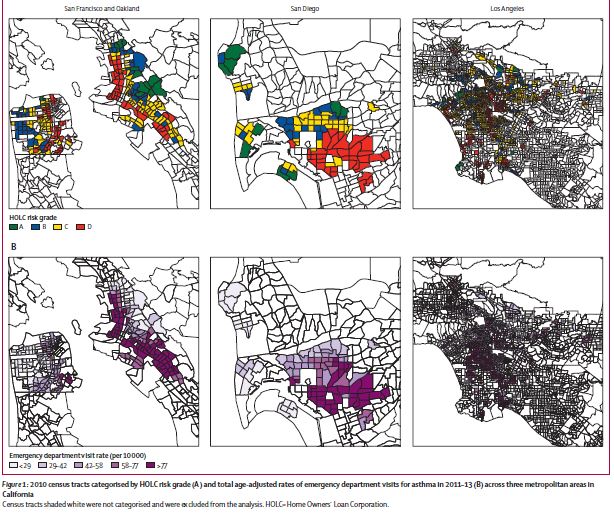 San Francisco and Oakland
San Diego
Los Angeles
HOLC risk grade
A B C D
B
Emergency department visit rate (per 10 000)
<29 29–42 42–58 58–77 >77
Figure 1: 2010 census tracts categorised by HOLC risk grade (A) and total age-adjusted rates of emergency department visits for asthma in 2011–13 (B) across three metropolitan areas in
California
Census tracts shaded white were not categorised and were excluded from the analysis. HOLC=Home Owners' Loan Corporation.